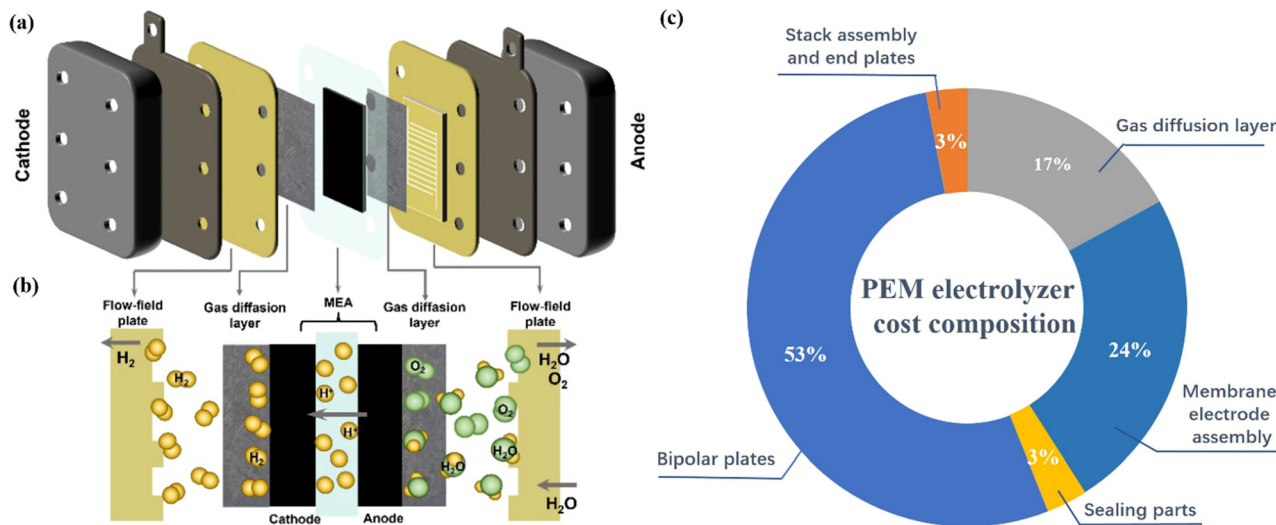 (a)
Cathode
Anode
(b)
Flow-field
plate
Gas diffusion
layer
MEA
Gas diffasion
layer
Flow-field
plate
H₂
H₂
H₂
H⁺
H⁺
O₂
H₂O
O₂
H₂O
H₂O
O₂
H₂O
Cathode
Anode
(c)
Stack assembly
and end plates
3%
Gas diffusion layer
17%
PEM electrolyzer
cost composition
53%
24%
Membrane
electrode
assembly
Bipolar plates
3%
Sealing parts